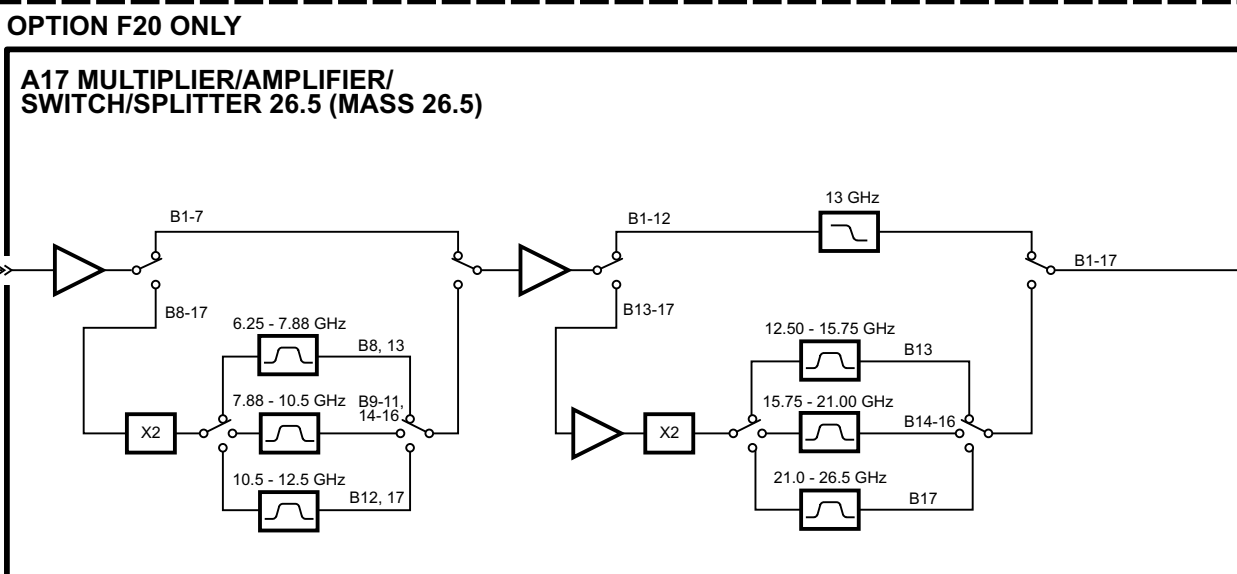 OPTION F20 ONLY
A17 MULTIPLIER/AMPLIFIER/
SWITCH/SPLITTER 26.5 (MASS 26.5)
13 GHz
B1-7
B1-12
B1-17
B8-17
B13-17
6.25 - 7.88 GHz
B8, 13
12.50 - 15.75 GHz
B13
7.88 - 10.5 GHz
B9-11,
14-16
15.75 - 21.00 GHz
B14-16
X2
X2
10.5 - 12.5 GHz
B12, 17
21.0 - 26.5 GHz
B17